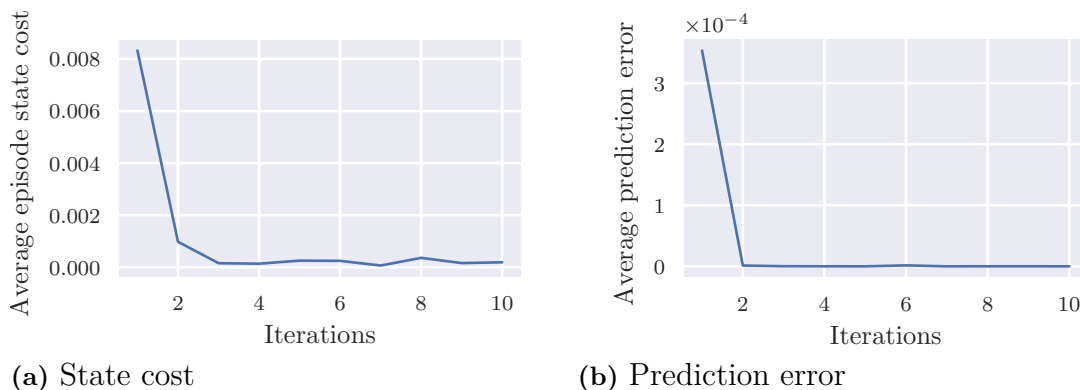 Average episode state cost
0.008
0.006
0.004
0.002
0.000
2 4 6 8 10
Iterations
(a) State cost
×10⁻⁴
Average prediction error
3
2
1
0
2 4 6 8 10
Iterations
(b) Prediction error